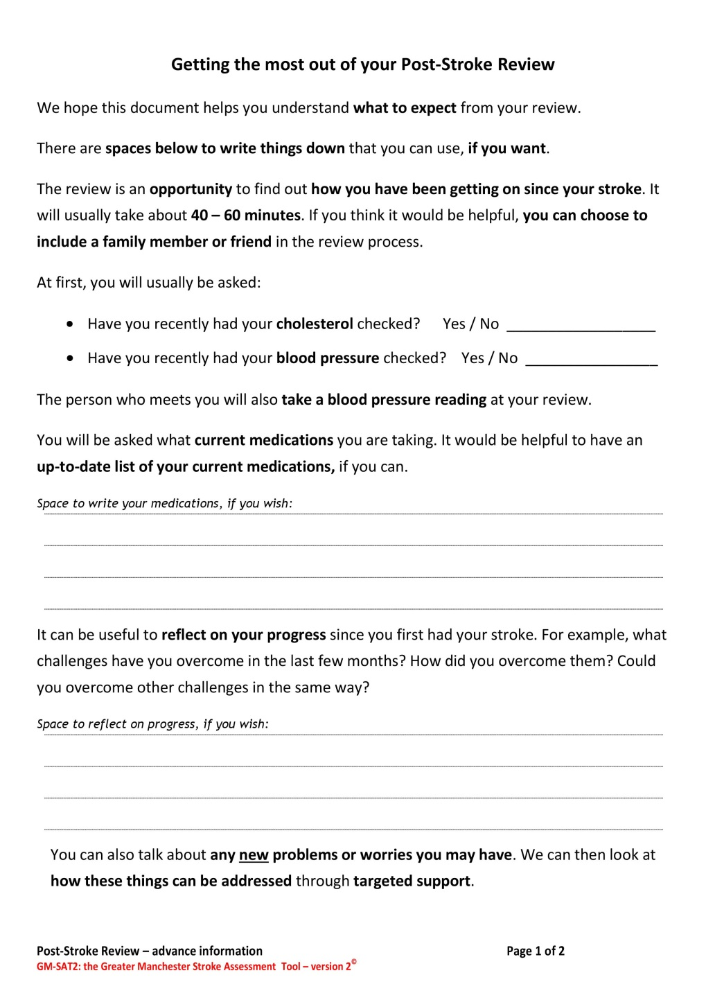 Getting the most out of your Post-Stroke Review
We hope this document helps you understand what to expect from your review.
There are spaces below to write things down that you can use, if you want.
The review is an opportunity to find out how you have been getting on since your stroke. It
will usually take about 40 – 60 minutes. If you think it would be helpful, you can choose to
include a family member or friend in the review process.
At first, you will usually be asked:
• Have you recently had your cholesterol checked? Yes / No ___________________
• Have you recently had your blood pressure checked? Yes / No _________________
The person who meets you will also take a blood pressure reading at your review.
You will be asked what current medications you are taking. It would be helpful to have an
up-to-date list of your current medications, if you can.
Space to write your medications, if you wish:
It can be useful to reflect on your progress since you first had your stroke. For example, what
challenges have you overcome in the last few months? How did you overcome them? Could
you overcome other challenges in the same way?
Space to reflect on progress, if you wish:
You can also talk about any new problems or worries you may have. We can then look at
how these things can be addressed through targeted support.
Post-Stroke Review – advance information Page 1 of 2
GM-SAT2: the Greater Manchester Stroke Assessment Tool – version 2©